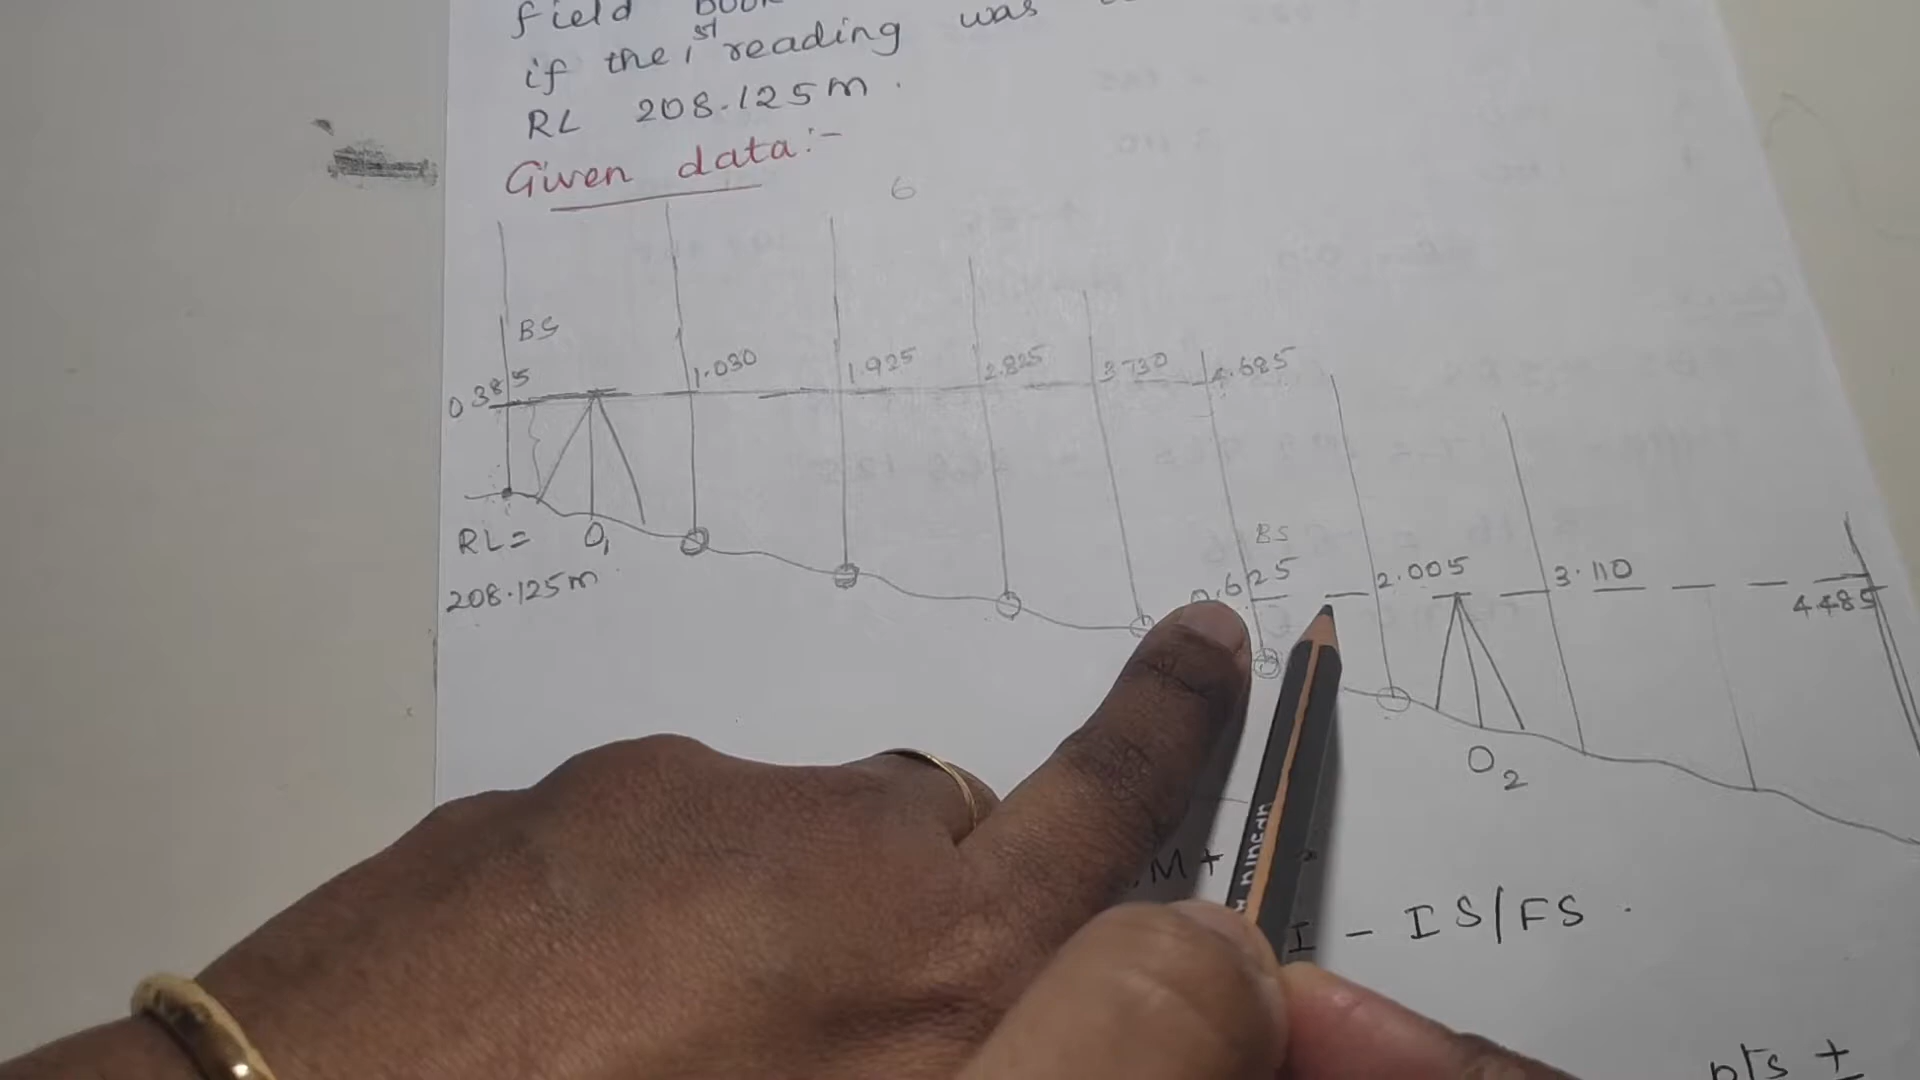 field
if the 1st reading was
RL 208.125m.
Given data:-
6
BS
0.385
1.030
1.925
2.825
3.730
4.685
BS
0.625
2.005
3.110
4.485
RL=
208.125m
O1
O2
I - IS/FS.
pts +